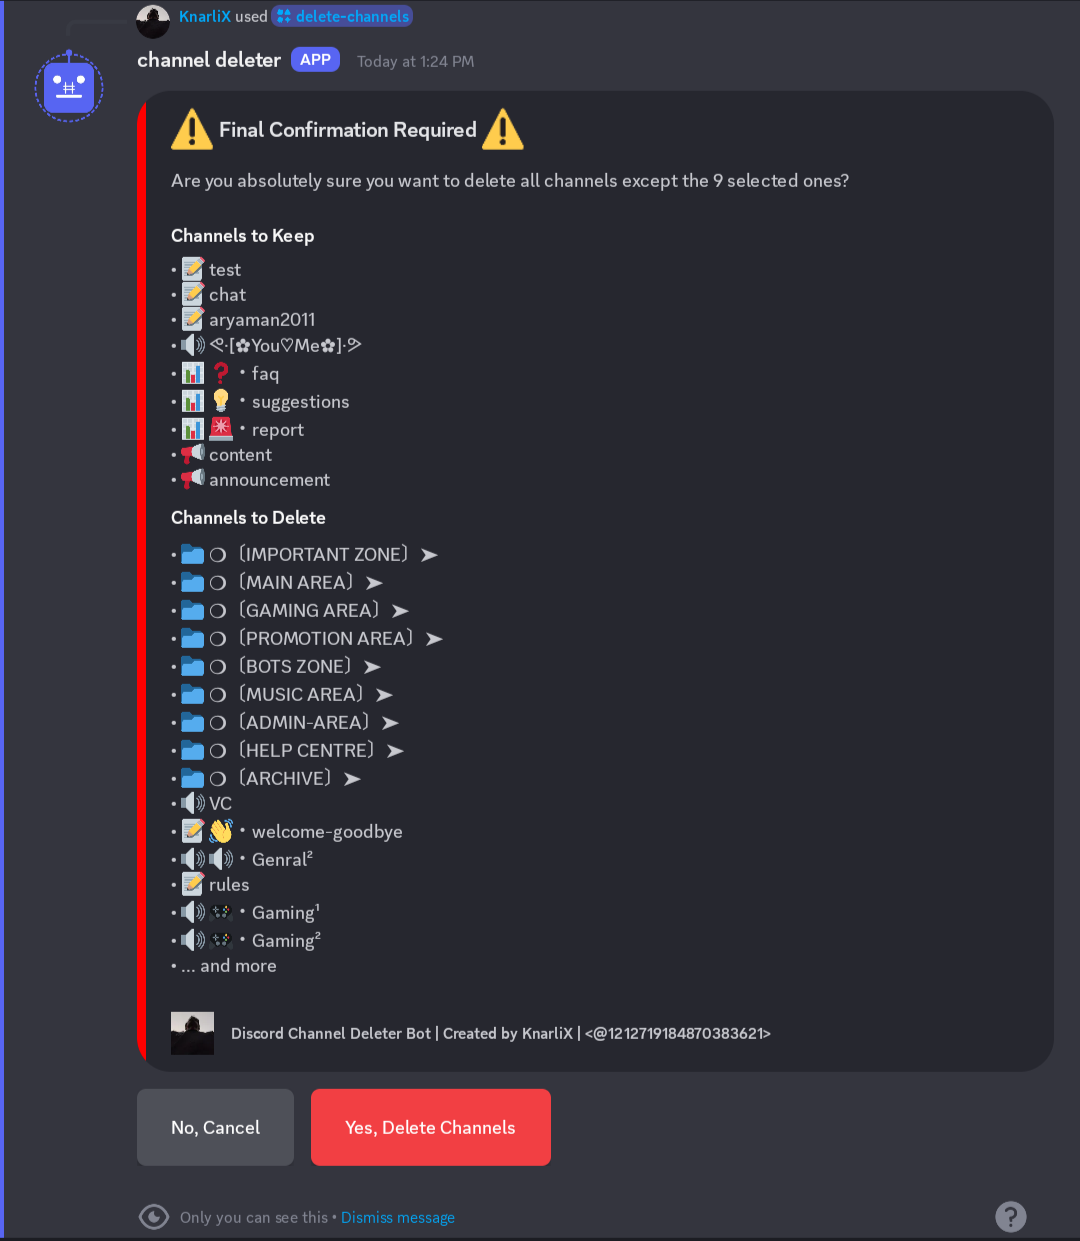 KnarliX used delete-channels
channel deleter APP Today at 1:24 PM
⚠️ Final Confirmation Required ⚠️
Are you absolutely sure you want to delete all channels except the 9 selected ones?
Channels to Keep
• 📝 test
• 📝 chat
• 📝 aryaman2011
• 🔊 ᕙ·[✿You♡Me✿]·ᕗ
• 📊 ❓・faq
• 📊 💡・suggestions
• 📊 🚨・report
• 📢 content
• 📢 announcement
Channels to Delete
• 📁 ❍〔IMPORTANT ZONE〕➤
• 📁 ❍〔MAIN AREA〕➤
• 📁 ❍〔GAMING AREA〕➤
• 📁 ❍〔PROMOTION AREA〕➤
• 📁 ❍〔BOTS ZONE〕➤
• 📁 ❍〔MUSIC AREA〕➤
• 📁 ❍〔ADMIN-AREA〕➤
• 📁 ❍〔HELP CENTRE〕➤
• 📁 ❍〔ARCHIVE〕➤
• 🔊 VC
• 📝 👋・welcome-goodbye
• 🔊 🔊・Genral²
• 📝 rules
• 🔊 🎮・Gaming¹
• 🔊 🎮・Gaming²
• ... and more
Discord Channel Deleter Bot | Created by KnarliX | <@1212719184870383621>
No, Cancel
Yes, Delete Channels
Only you can see this • Dismiss message